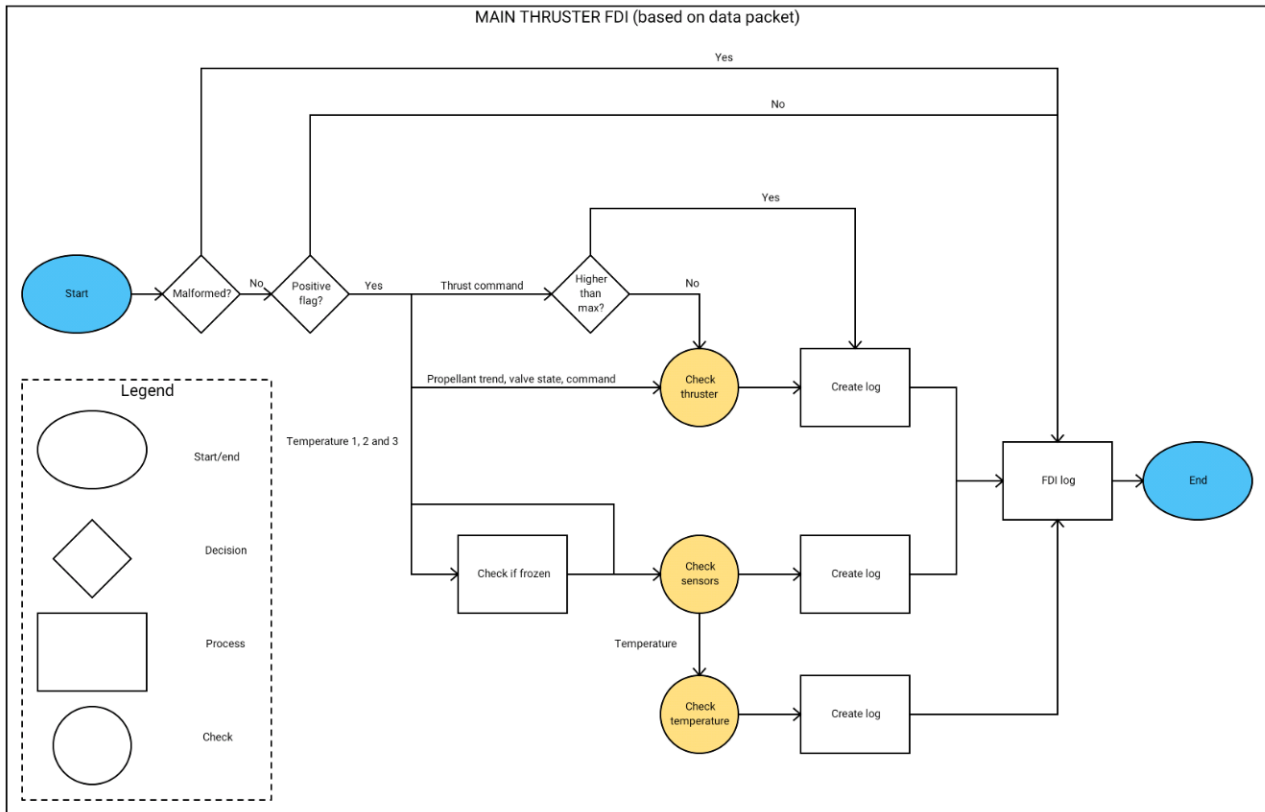 MAIN THRUSTER FDI (based on data packet)
Yes
No
Yes
Start
Malformed?
No
Positive
flag?
Yes
Thrust command
Higher
than
max?
No
Propellant trend, valve state, command
Check
thruster
Create log
Temperature 1, 2 and 3
FDI log
End
Check if frozen
Check
sensors
Create log
Temperature
Check
temperature
Create log
Legend
Start/end
Decision
Process
Check